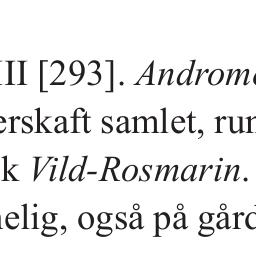 III [293]. Androme
erskaft samlet, run
k Vild-Rosmarin.
nelig, også på gård